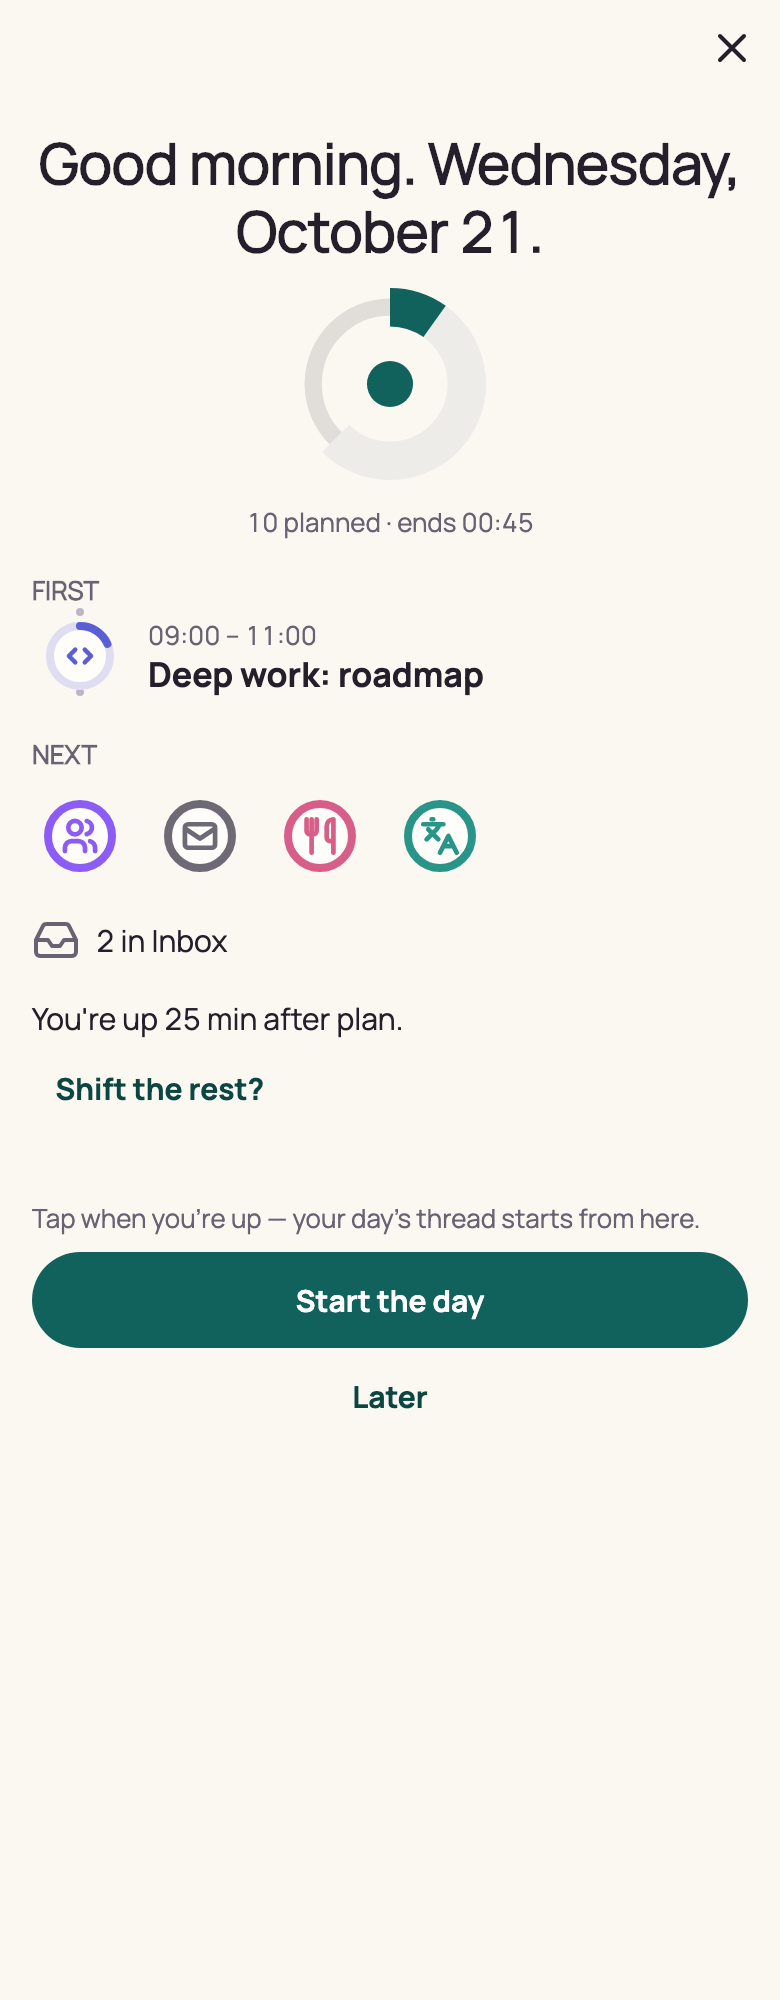 Good morning. Wednesday,
October 21.
10 planned · ends 00:45
FIRST
09:00 – 11:00
Deep work: roadmap
NEXT
2 in Inbox
You're up 25 min after plan.
Shift the rest?
Tap when you’re up — your day’s thread starts from here.
Start the day
Later